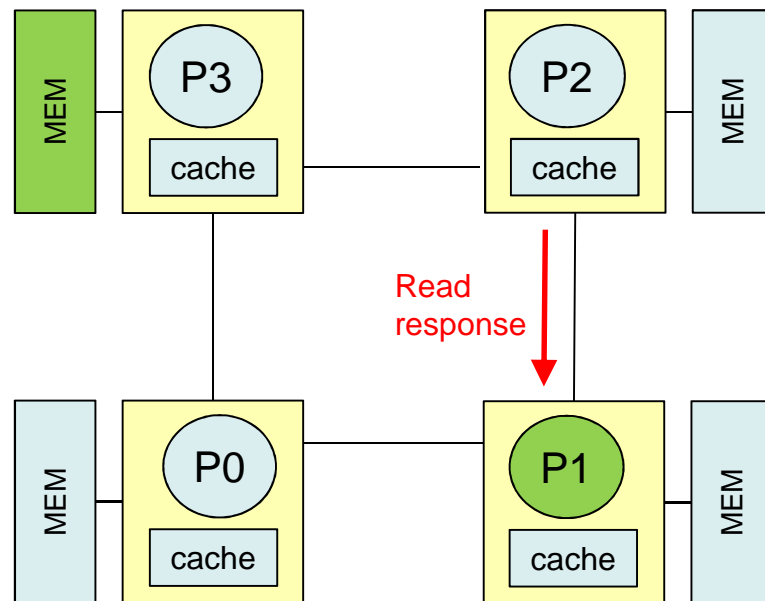 MEM
P3
cache
P2
cache
MEM
Read
response
MEM
P0
cache
P1
cache
MEM